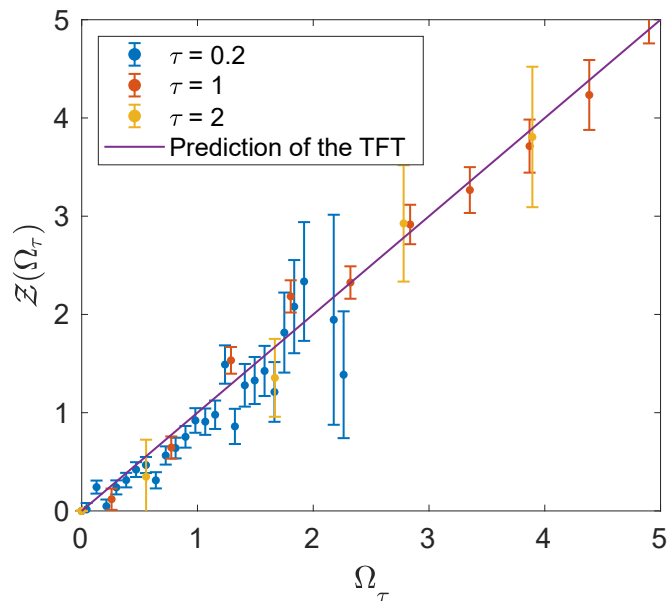 5
4
3
2
1
0
𝒵(Ω_τ)
τ = 0.2
τ = 1
τ = 2
Prediction of the TFT
0 1 2 3 4 5
Ω_τ